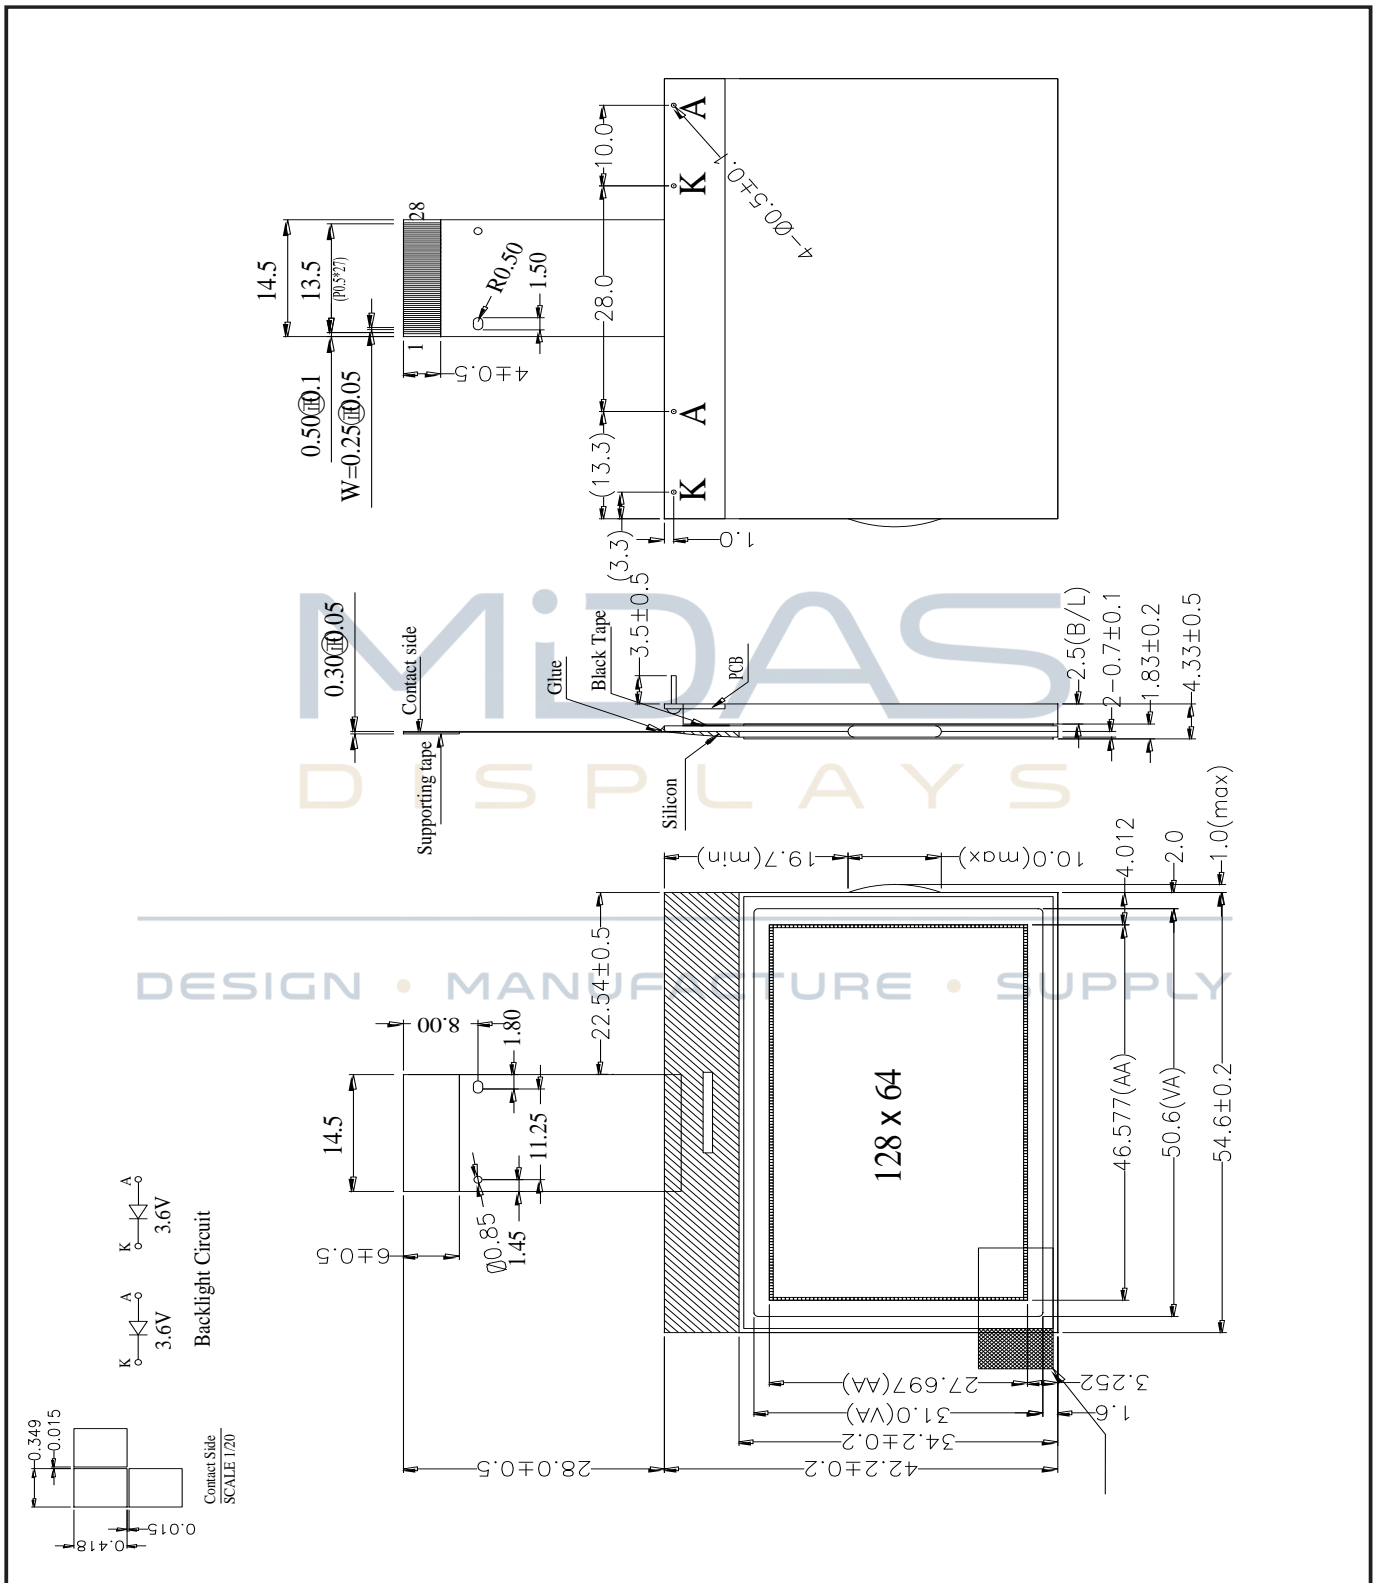 A
K
A
K
10.0
28.0
(13.3)
(3.3)
1.0
4-Ø0.5±0.1
14.5
13.5
(P0.5*27)
28
1
R0.50
1.50
4±0.5
0.50 0.1
W=0.25 0.05
0.30 0.05
Contact side
Supporting tape
Glue
Black Tape
3.5±0.5
PCB
Silicon
2.5(B/L)
2-0.7±0.1
1.83±0.2
4.33±0.5
MiDAS
DISPLAYS
DESIGN • MANUFACTURE • SUPPLY
19.7(min)
10.0(max)
4.012
2.0
1.0(max)
22.54±0.5
8.00
1.80
14.5
11.25
Ø0.85
1.45
6±0.5
128 x 64
46.577(AA)
50.6(VA)
54.6±0.2
27.697(AA)
3.252
31.0(VA)
1.6
34.2±0.2
28.0±0.5
42.2±0.2
K A
3.6V
K A
3.6V
Backlight Circuit
0.349
0.015
0.418
0.015
Contact Side
SCALE 1/20